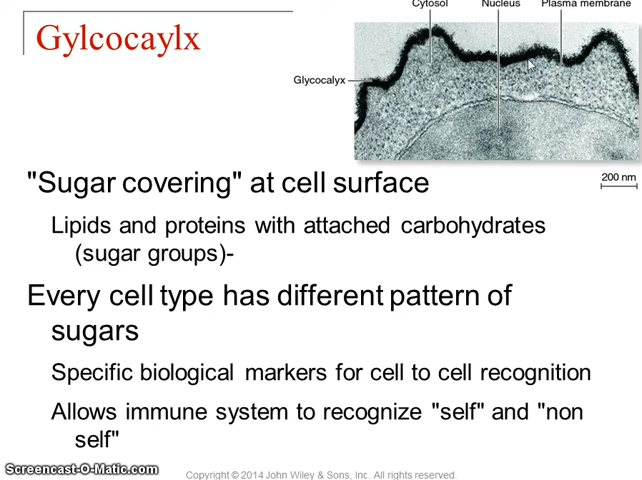 Cytosol Nucleus Plasma membrane
Gylcocaylx
Glycocalyx
200 nm
"Sugar covering" at cell surface
Lipids and proteins with attached carbohydrates
(sugar groups)-
Every cell type has different pattern of
sugars
Specific biological markers for cell to cell recognition
Allows immune system to recognize "self" and "non
self"
Screencast-O-Matic.com
Copyright © 2014 John Wiley & Sons, Inc. All rights reserved.